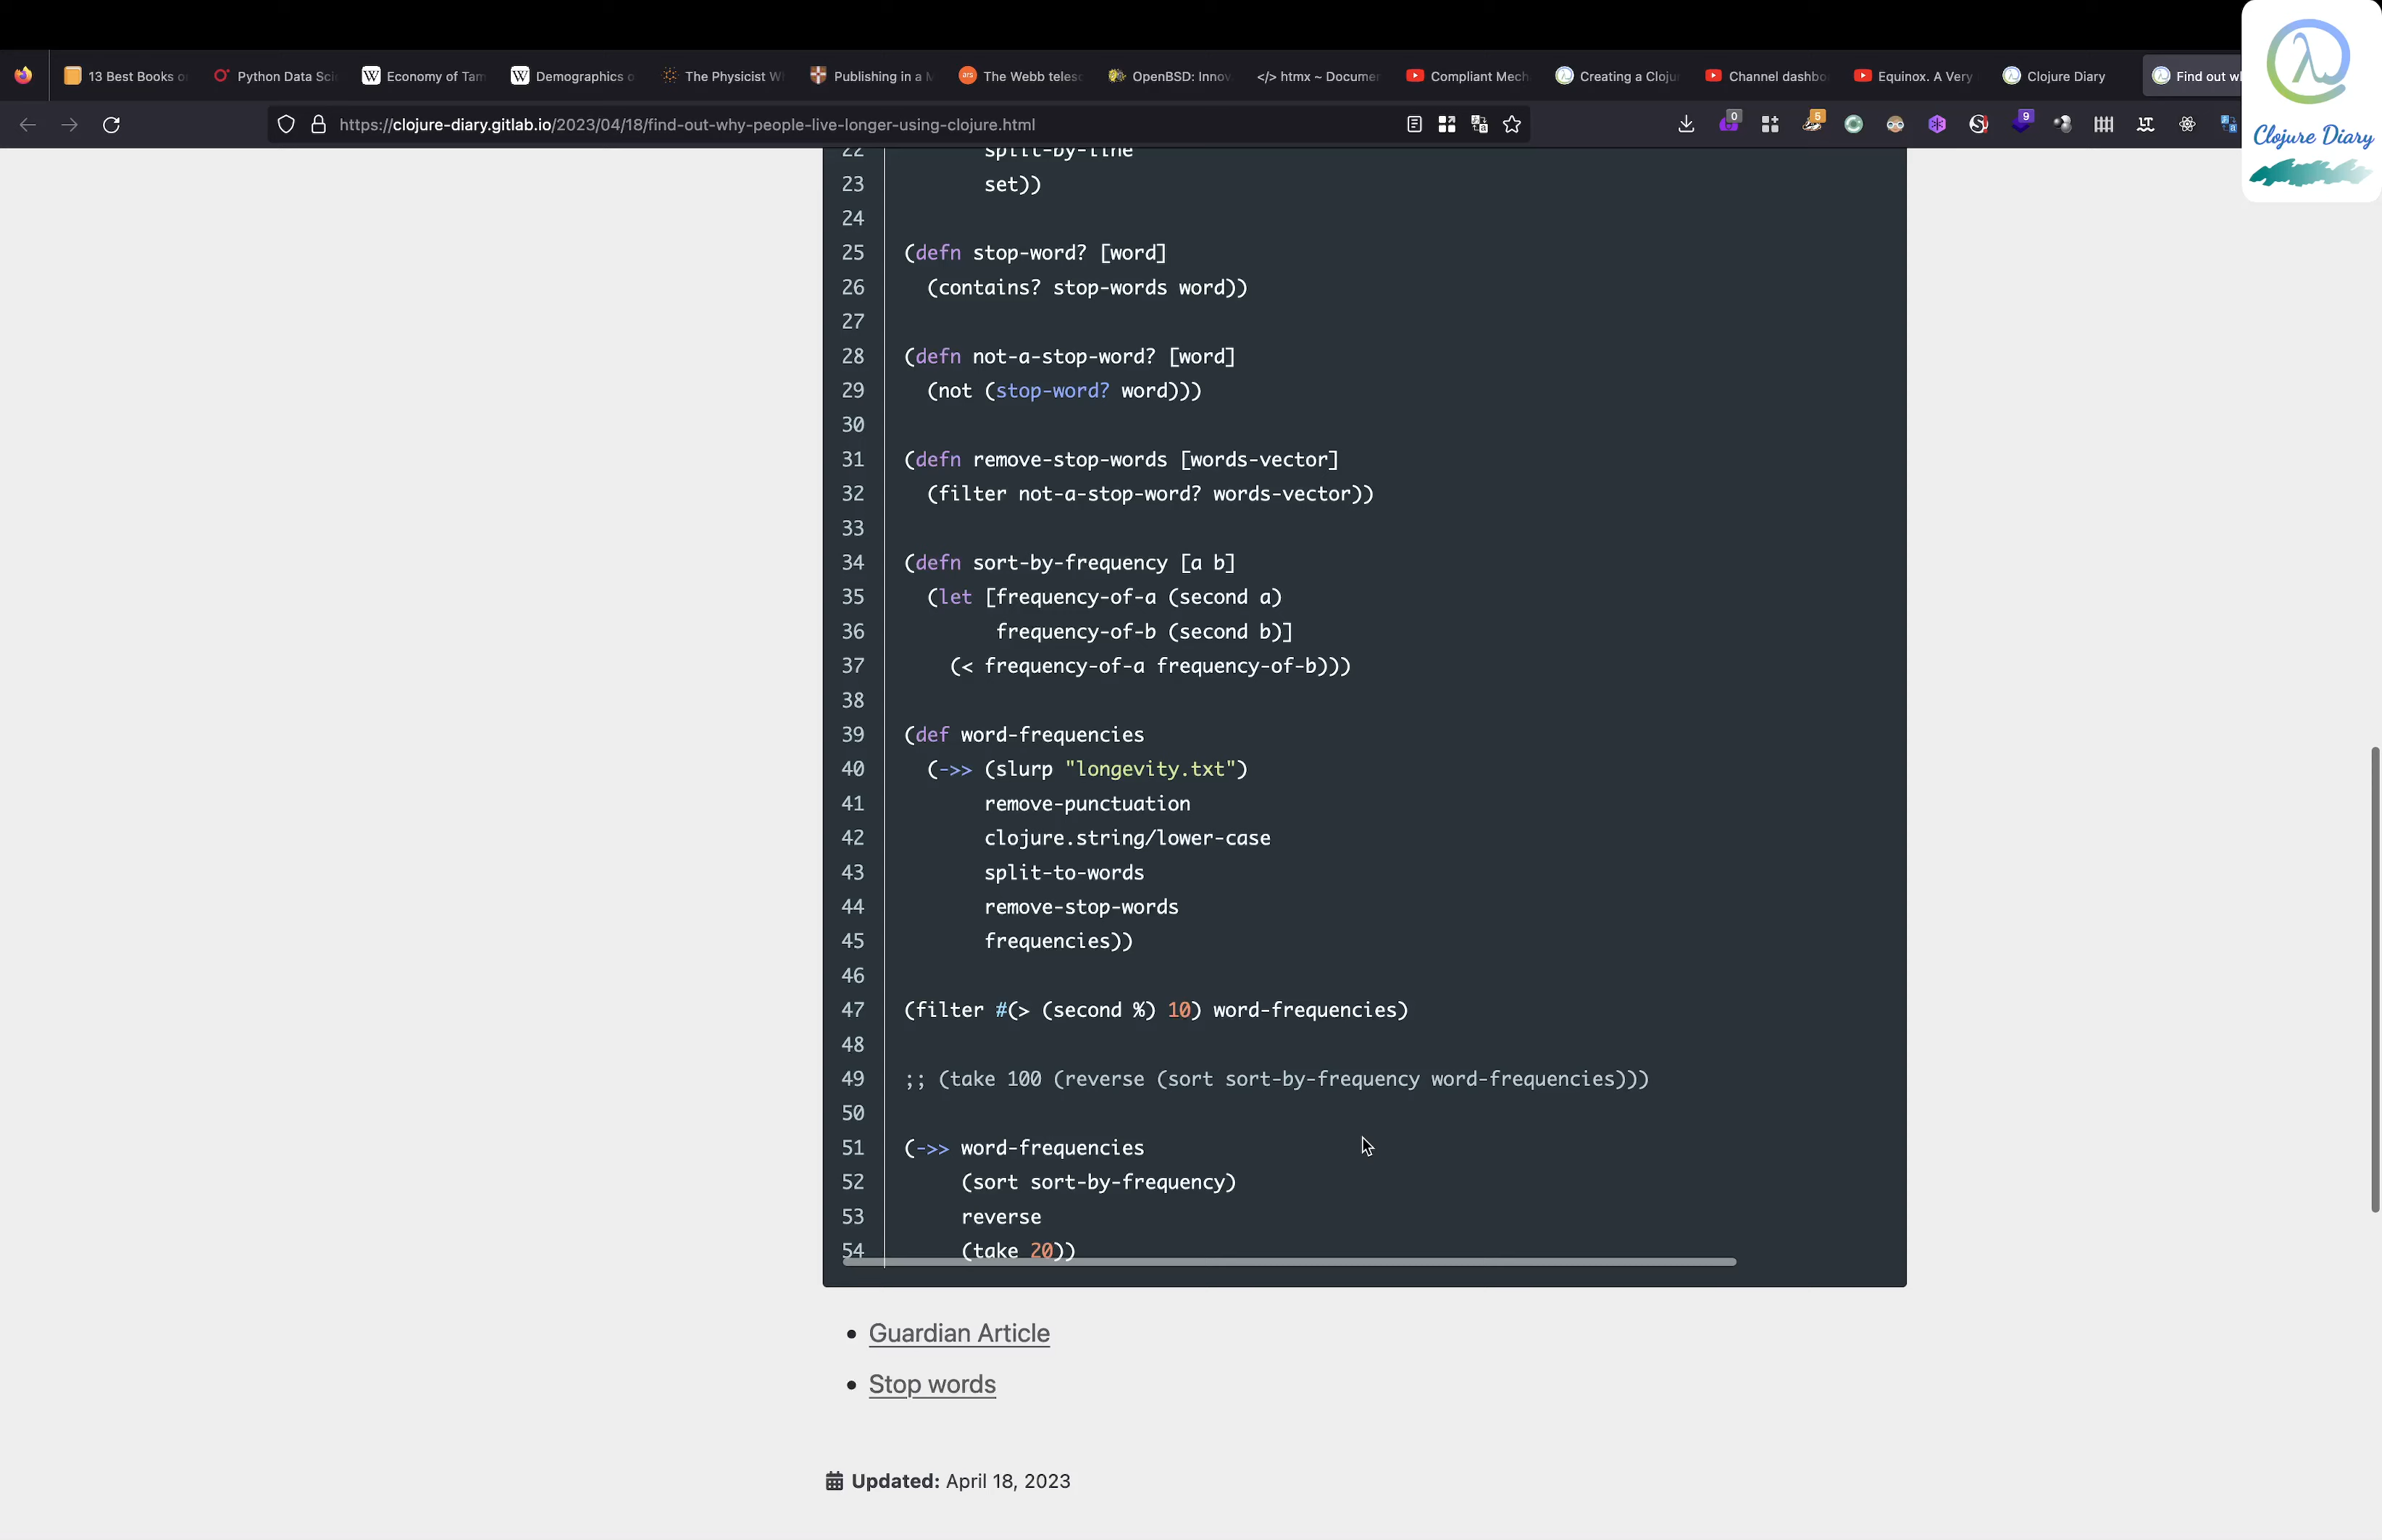 13 Best Books o
Python Data Sci
Economy of Tam
Demographics o
The Physicist W
Publishing in a M
The Webb teles
OpenBSD: Innov
</> htmx ~ Documen
Compliant Mech
Creating a Cloju
Channel dashbo
Equinox. A Very
Clojure Diary
Find out wh
https://clojure-diary.gitlab.io/2023/04/18/find-out-why-people-live-longer-using-clojure.html
0
5
9
Clojure Diary
22 split-by-line
23 set))
24
25 (defn stop-word? [word]
26 (contains? stop-words word))
27
28 (defn not-a-stop-word? [word]
29 (not (stop-word? word)))
30
31 (defn remove-stop-words [words-vector]
32 (filter not-a-stop-word? words-vector))
33
34 (defn sort-by-frequency [a b]
35 (let [frequency-of-a (second a)
36 frequency-of-b (second b)]
37 (< frequency-of-a frequency-of-b)))
38
39 (def word-frequencies
40 (->> (slurp "longevity.txt")
41 remove-punctuation
42 clojure.string/lower-case
43 split-to-words
44 remove-stop-words
45 frequencies))
46
47 (filter #(> (second %) 10) word-frequencies)
48
49 ;; (take 100 (reverse (sort sort-by-frequency word-frequencies)))
50
51 (->> word-frequencies
52 (sort sort-by-frequency)
53 reverse
54 (take 20))
Guardian Article
Stop words
Updated: April 18, 2023